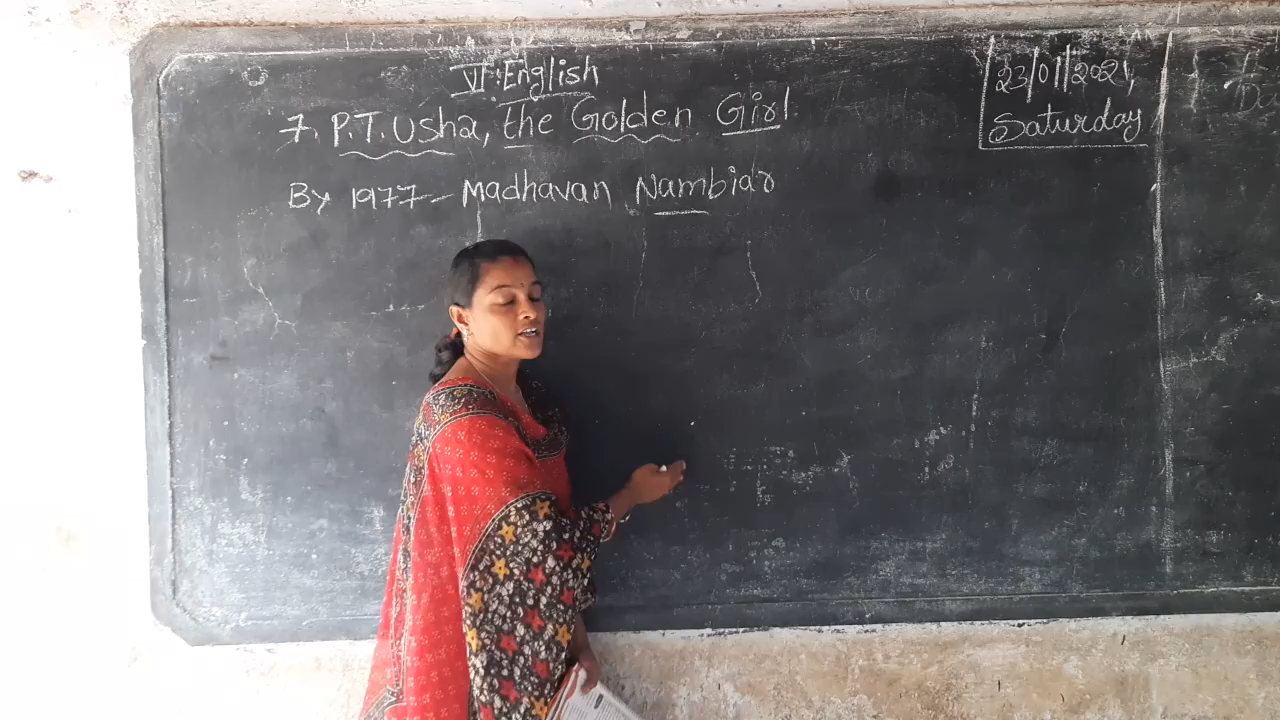 VI : English
7. P.T. Usha, the Golden Girl
By 1977 - Madhavan Nambiar
23/01/2021,
Saturday